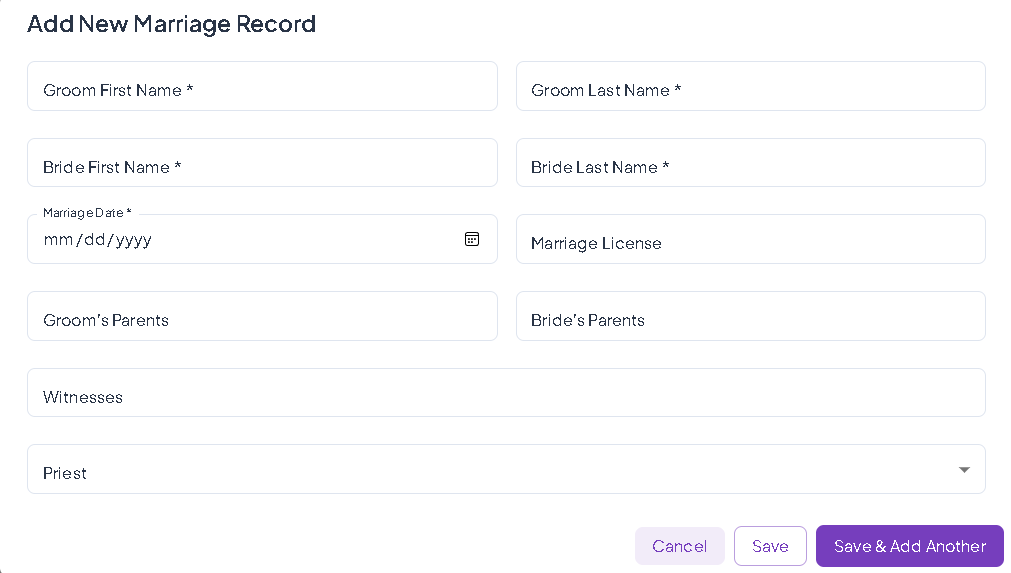 Add New Marriage Record
Groom First Name *
Groom Last Name *
Bride First Name *
Bride Last Name *
Marriage Date *
mm/dd/yyyy
Marriage License
Groom's Parents
Bride's Parents
Witnesses
Priest
Cancel
Save
Save & Add Another